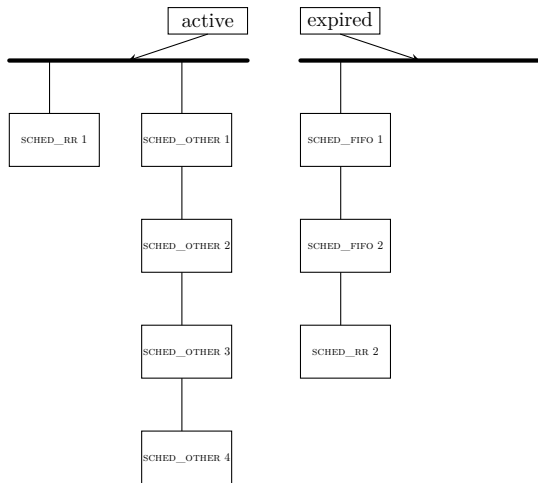 active expired
SCHED_RR 1 SCHED_OTHER 1 SCHED_FIFO 1
SCHED_OTHER 2 SCHED_FIFO 2
SCHED_OTHER 3 SCHED_RR 2
SCHED_OTHER 4